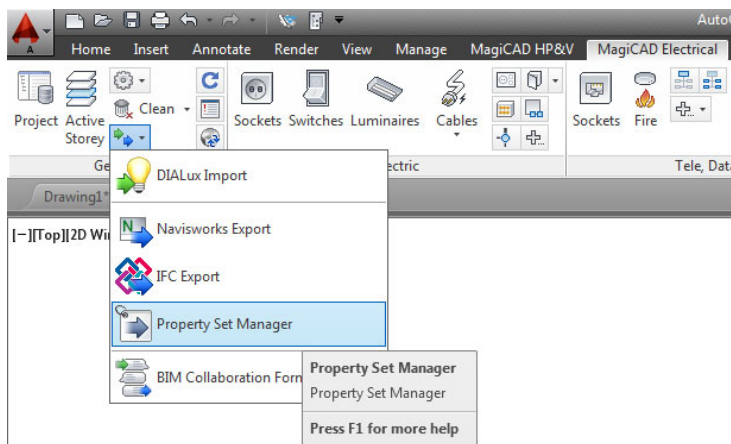 AutoC
A
Home Insert Annotate Render View Manage MagiCAD HP&V MagiCAD Electrical
Clean
Project Active Storey
Sockets Switches Luminaires Cables
Sockets Fire
Ge
ectric
Tele, Data
Drawing1*
[−][Top][2D Wir
DIALux Import
Navisworks Export
IFC Export
Property Set Manager
BIM Collaboration Form
Property Set Manager
Property Set Manager
Press F1 for more help